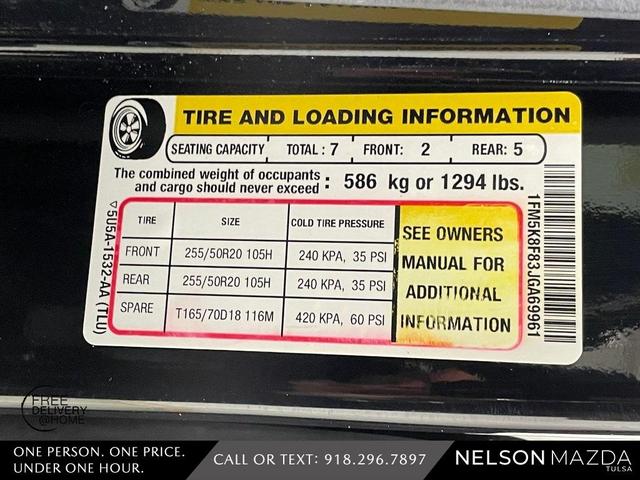 TIRE AND LOADING INFORMATION
SEATING CAPACITY TOTAL : 7 FRONT: 2 REAR: 5
The combined weight of occupants
and cargo should never exceed : 586 kg or 1294 lbs.
TIRE SIZE COLD TIRE PRESSURE
FRONT 255/50R20 105H 240 KPA, 35 PSI
REAR 255/50R20 105H 240 KPA, 35 PSI
SPARE T165/70D18 116M 420 KPA, 60 PSI
SEE OWNERS
MANUAL FOR
ADDITIONAL
INFORMATION
▽5U5A-1532-AA (TLU)
1FM5K8F83JGA69961
FREE
DELIVERY
@HOME
ONE PERSON. ONE PRICE.
UNDER ONE HOUR.
CALL OR TEXT: 918.296.7897
NELSON MAZDA
TULSA